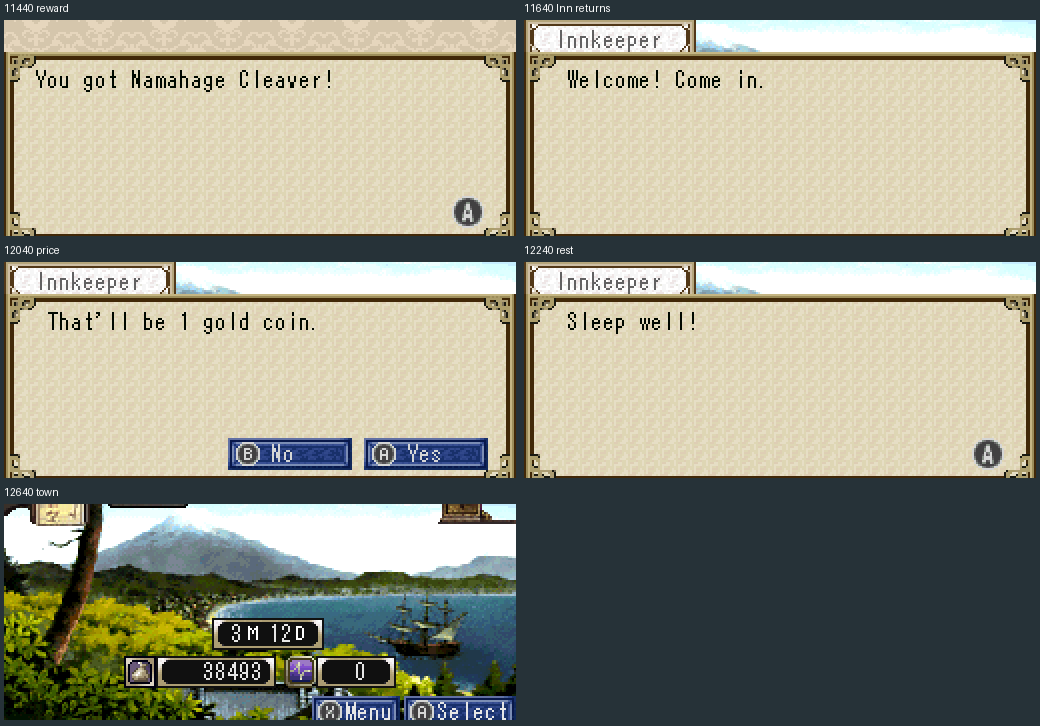 11440 reward
You got Namahage Cleaver!
A
11640 Inn returns
Innkeeper
Welcome! Come in.
12040 price
Innkeeper
That'll be 1 gold coin.
B No
A Yes
12240 rest
Innkeeper
Sleep well!
A
12640 town
3M 12D
38493
0
X Menu
A Select